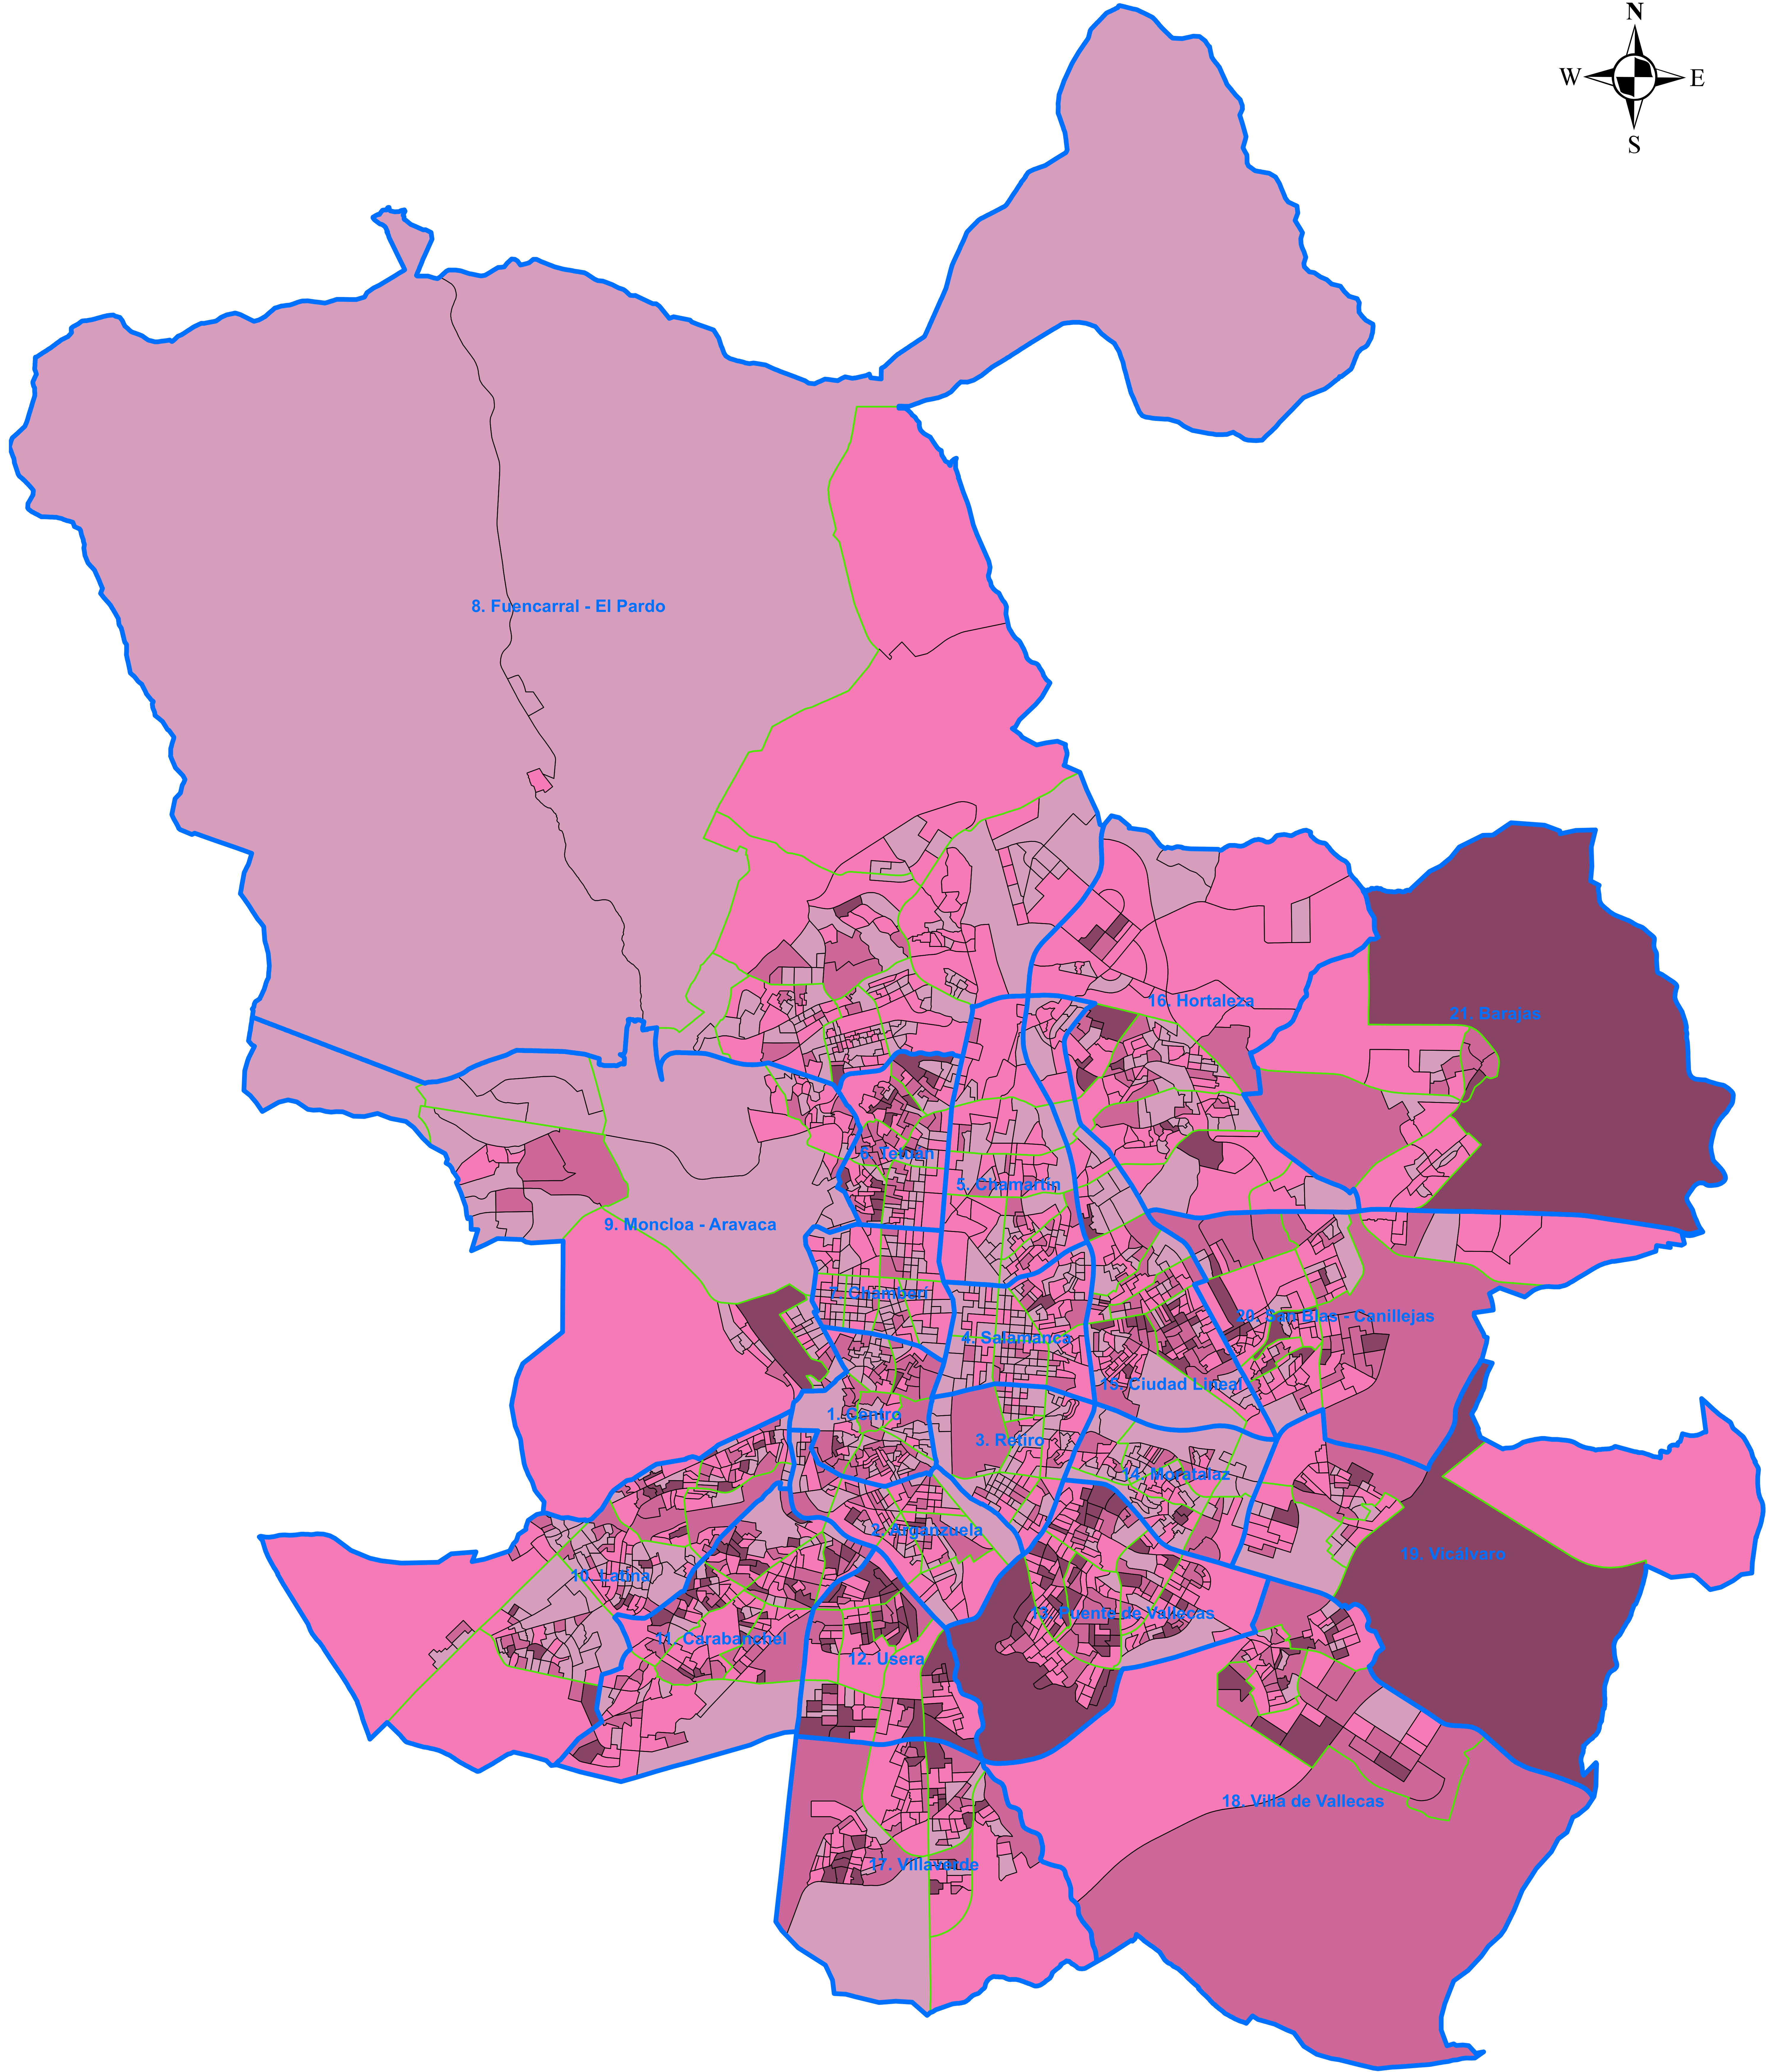 N
W E
S
8. Fuencarral - El Pardo
16. Hortaleza
21. Barajas
6. Tetuán
5. Chamartín
9. Moncloa - Aravaca
7. Chamberí
20. San Blas - Canillejas
4. Salamanca
15. Ciudad Lineal
1. Centro
3. Retiro
14. Moratalaz
2. Arganzuela
19. Vicálvaro
10. Latina
13. Puente de Vallecas
11. Carabanchel
12. Usera
18. Villa de Vallecas
17. Villaverde